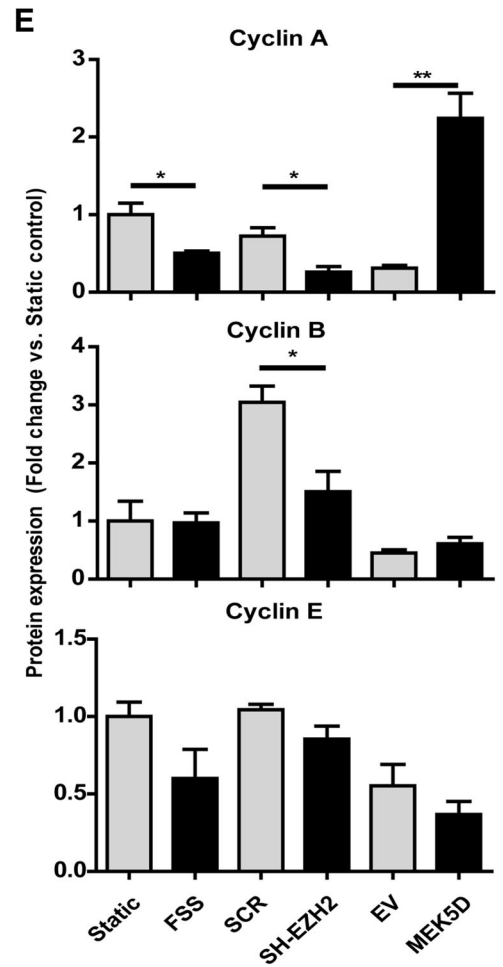 E
Protein expression (Fold change vs. Static control)
Cyclin A
3
2
1
0
*
*
**
Cyclin B
4
3
2
1
0
*
Cyclin E
1.5
1.0
0.5
0.0
Static
FSS
SCR
SH-EZH2
EV
MEK5D